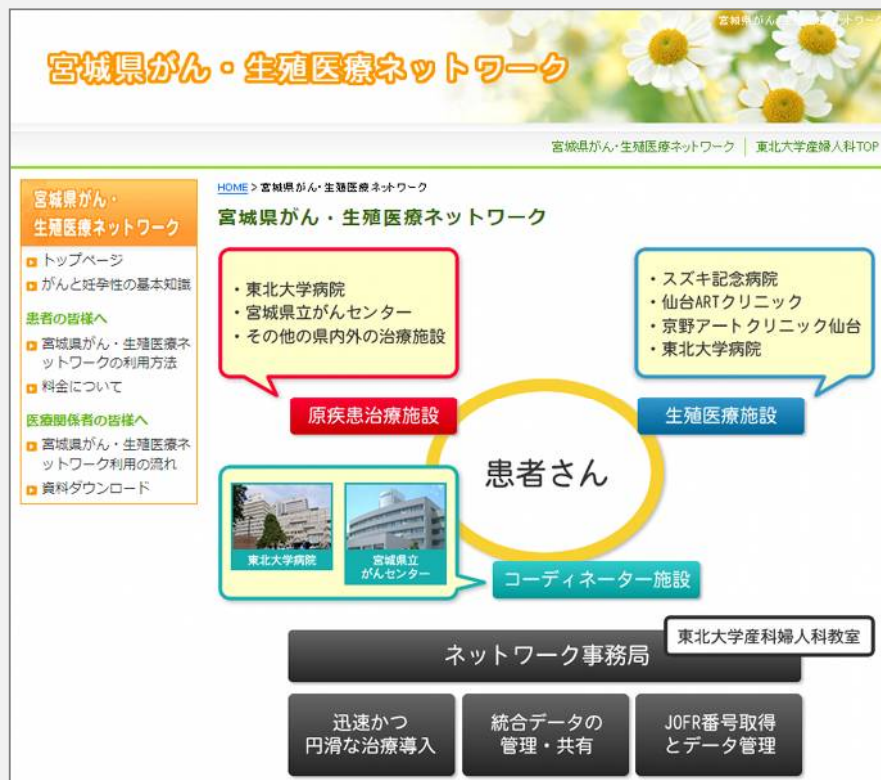 宮城県がん・生殖医療ネットワーク
宮城県がん・生殖医療ネットワーク
宮城県がん・生殖医療ネットワーク │ 東北大学産婦人科TOP
宮城県がん・
生殖医療ネットワーク
トップページ
がんと妊孕性の基本知識
患者の皆様へ
宮城県がん・生殖医療ネ
ットワークの利用方法
料金について
医療関係者の皆様へ
宮城県がん・生殖医療ネ
ットワーク利用の流れ
資料ダウンロード
HOME > 宮城県がん・生殖医療ネットワーク
宮城県がん・生殖医療ネットワーク
・東北大学病院
・宮城県立がんセンター
・その他の県内外の治療施設
・スズキ記念病院
・仙台ARTクリニック
・京野アートクリニック仙台
・東北大学病院
原疾患治療施設
生殖医療施設
患者さん
東北大学病院
宮城県立
がんセンター
コーディネーター施設
東北大学産科婦人科教室
ネットワーク事務局
迅速かつ
円滑な治療導入
統合データの
管理・共有
JOFR番号取得
とデータ管理